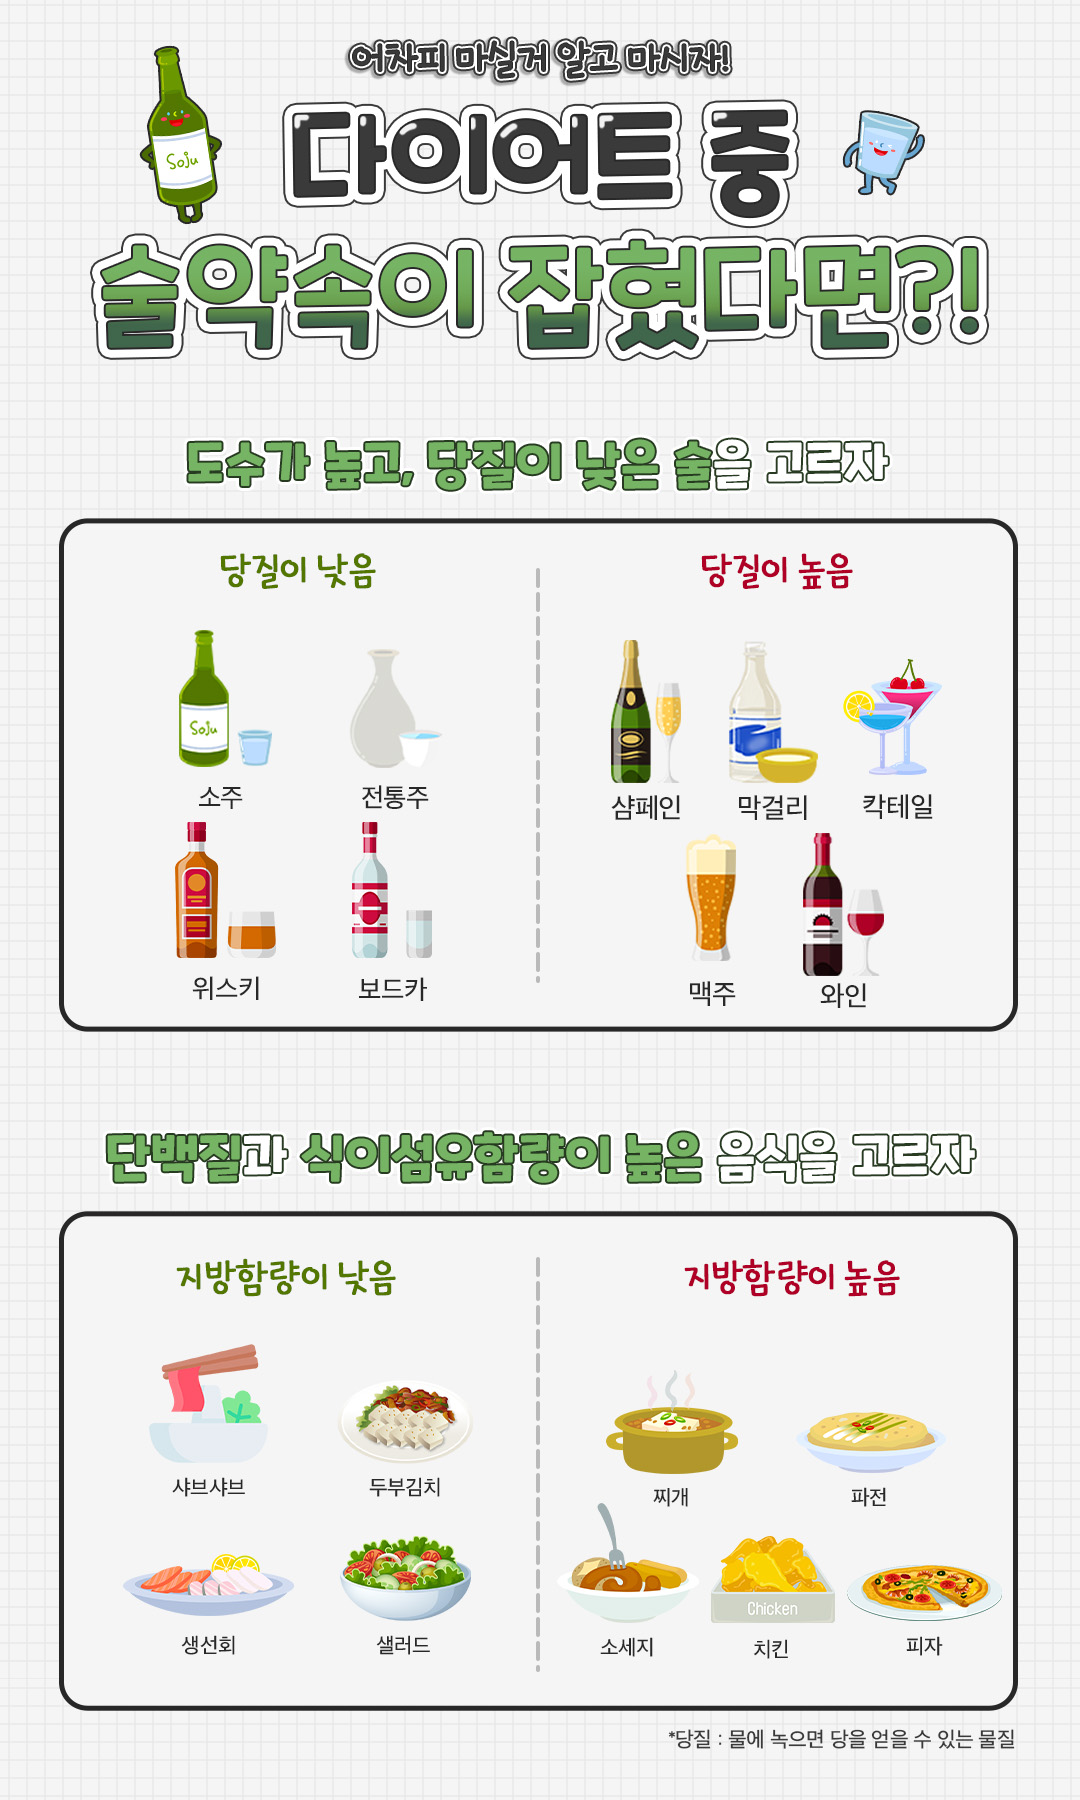 어차피 마실거 알고 마시자!
다이어트 중
Soju
술약속이 잡혔다면?!
도수가 높고, 당질이 낮은 술을 고르자
당질이 낮음
당질이 높음
Soju
소주
전통주
샴페인
막걸리
칵테일
위스키
보드카
맥주
와인
단백질과 식이섬유함량이 높은 음식을 고르자
지방함량이 낮음
지방함량이 높음
샤브샤브
두부김치
찌개
파전
Chicken
생선회
샐러드
소세지
치킨
피자
*당질 : 물에 녹으면 당을 얻을 수 있는 물질